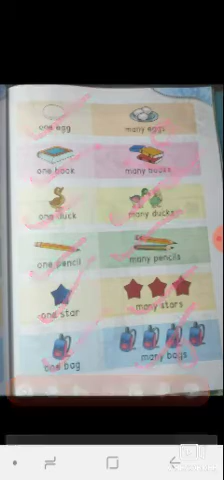 one egg many eggs
one book many books
one duck many ducks
one pencil many pencils
one star many stars
one bag many bags